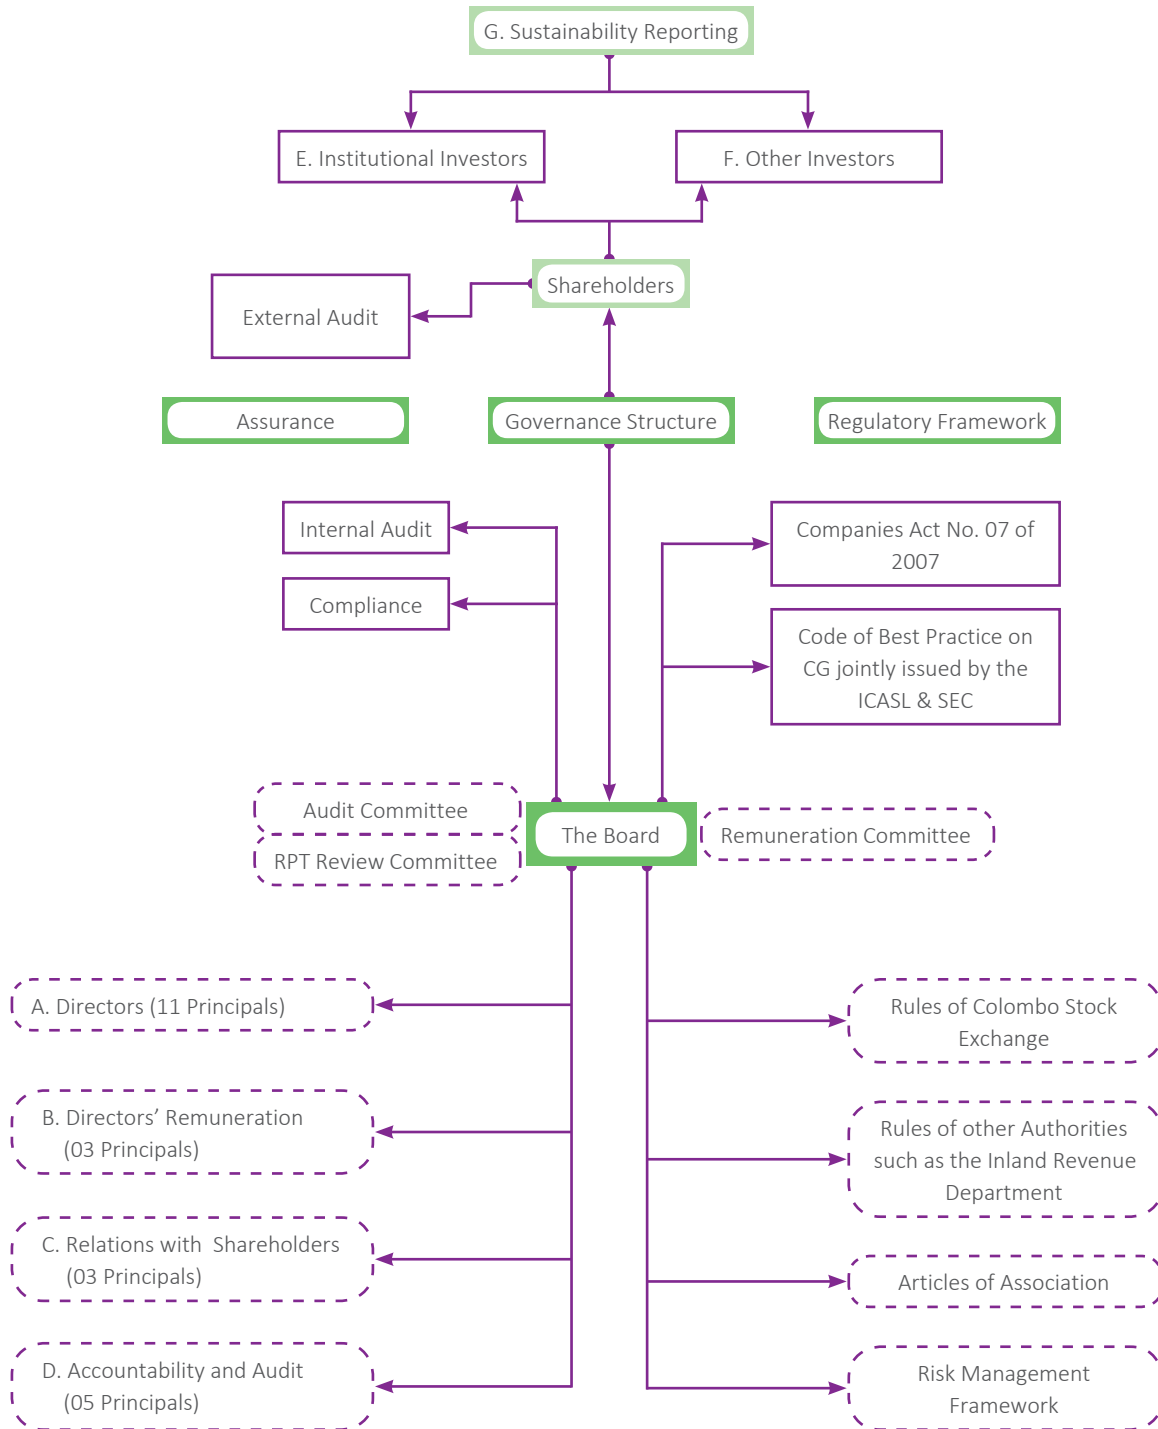 G. Sustainability Reporting
E. Institutional Investors
F. Other Investors
Shareholders
External Audit
Assurance
Governance Structure
Regulatory Framework
Internal Audit
Compliance
Companies Act No. 07 of
2007
Code of Best Practice on
CG jointly issued by the
ICASL & SEC
Audit Committee
RPT Review Committee
The Board
Remuneration Committee
A. Directors (11 Principals)
B. Directors’ Remuneration
(03 Principals)
C. Relations with Shareholders
(03 Principals)
D. Accountability and Audit
(05 Principals)
Rules of Colombo Stock
Exchange
Rules of other Authorities
such as the Inland Revenue
Department
Articles of Association
Risk Management
Framework